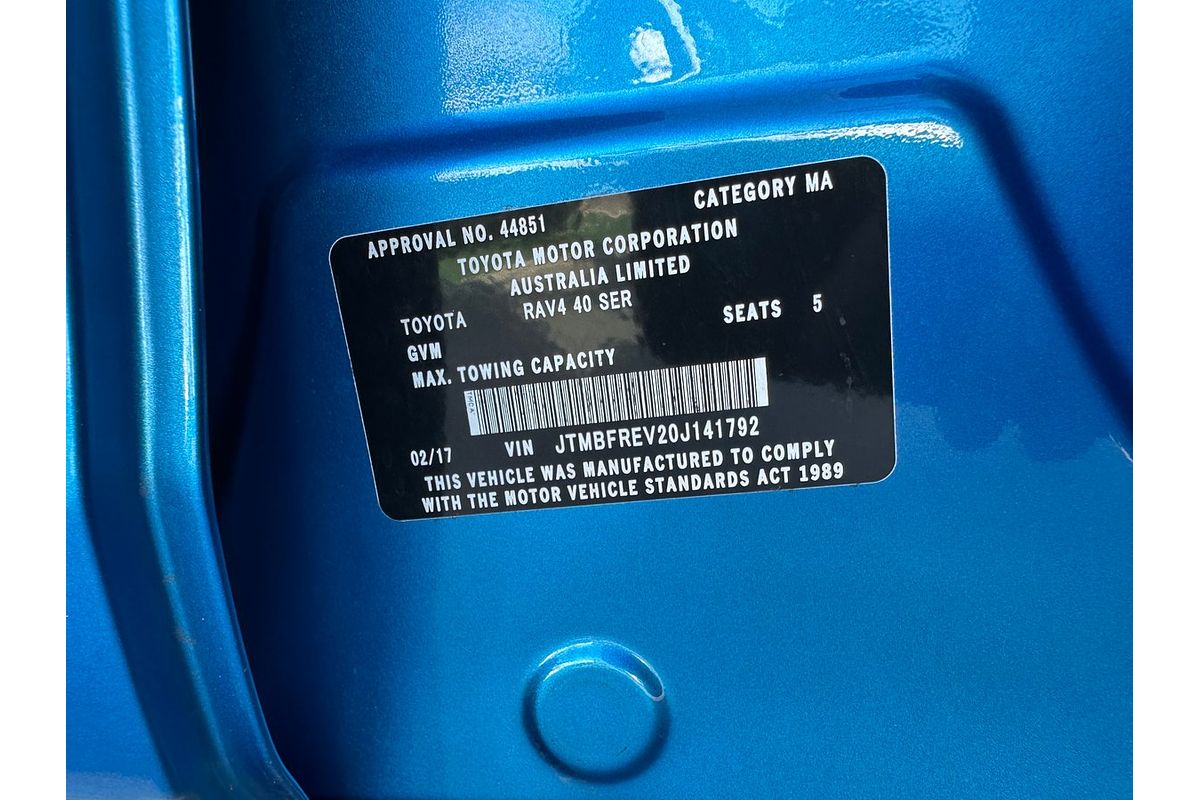 APPROVAL NO. 44851 CATEGORY MA
TOYOTA MOTOR CORPORATION
AUSTRALIA LIMITED
TOYOTA RAV4 40 SER
GVM SEATS 5
MAX. TOWING CAPACITY
TMCA
02/17 VIN JTMBFREV20J141792
THIS VEHICLE WAS MANUFACTURED TO COMPLY
WITH THE MOTOR VEHICLE STANDARDS ACT 1989